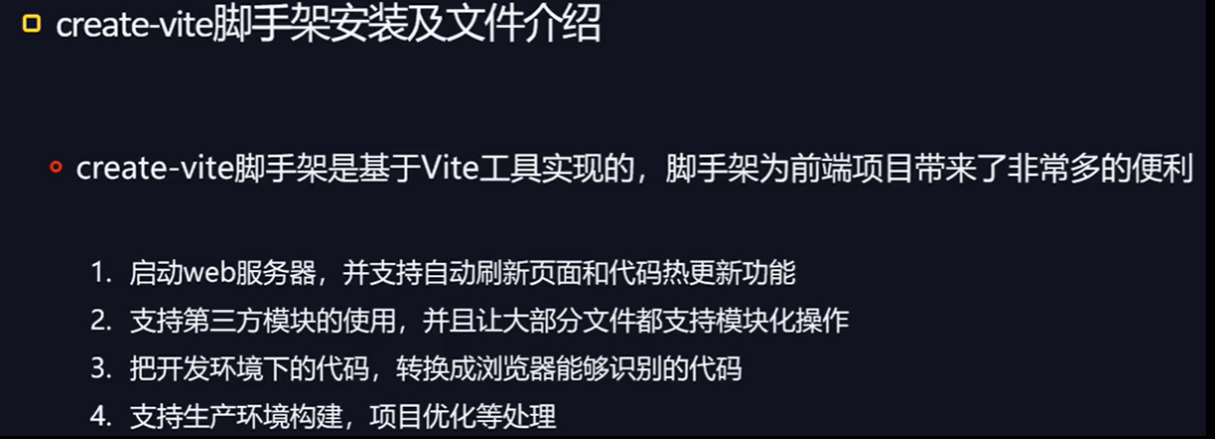 create-vite脚手架安装及文件介绍
create-vite脚手架是基于Vite工具实现的，脚手架为前端项目带来了非常多的便利
1. 启动web服务器，并支持自动刷新页面和代码热更新功能
2. 支持第三方模块的使用，并且让大部分文件都支持模块化操作
3. 把开发环境下的代码，转换成浏览器能够识别的代码
4. 支持生产环境构建，项目优化等处理